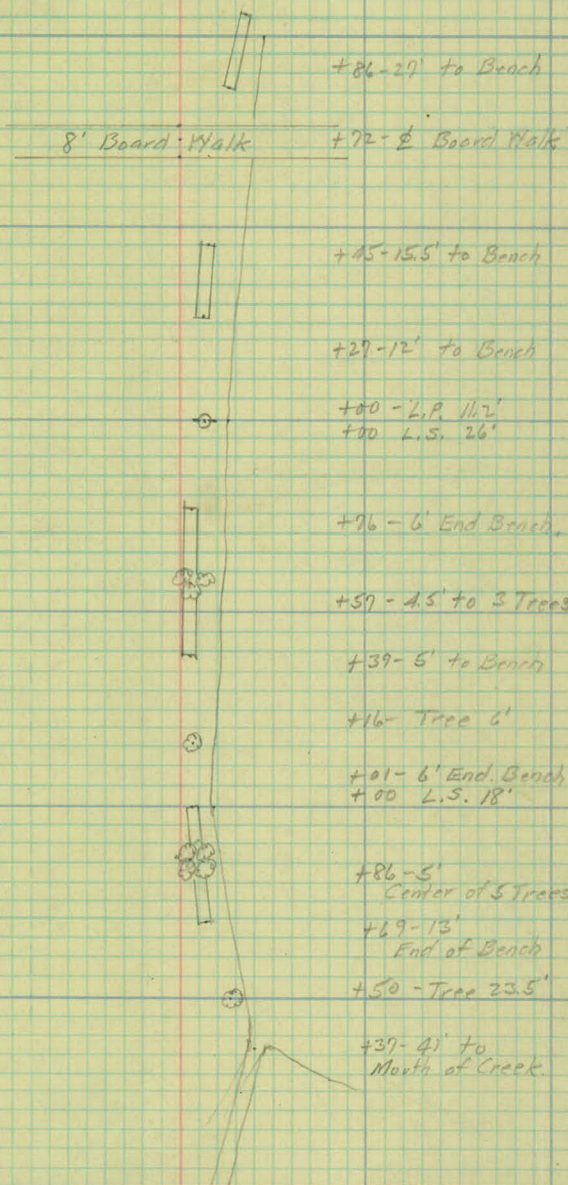 +86-27' to Bench
8' Board Walk
+72-℄ Board Walk
+45-15.5' to Bench
+27-12' to Bench
+00 - L.P. 11.2'
+00 L.S. 26'
+76 - 6' End Bench.
+57 - 4.5' to 3 Trees
+39- 5' to Bench
+16- Tree 6'
+01- 6' End. Bench
+00 L.S. 18'
+86-5'
Center of 5 Trees
+69-13'
End of Bench
+50 - Tree 23.5'
+37-41' to
Mouth of Creek.